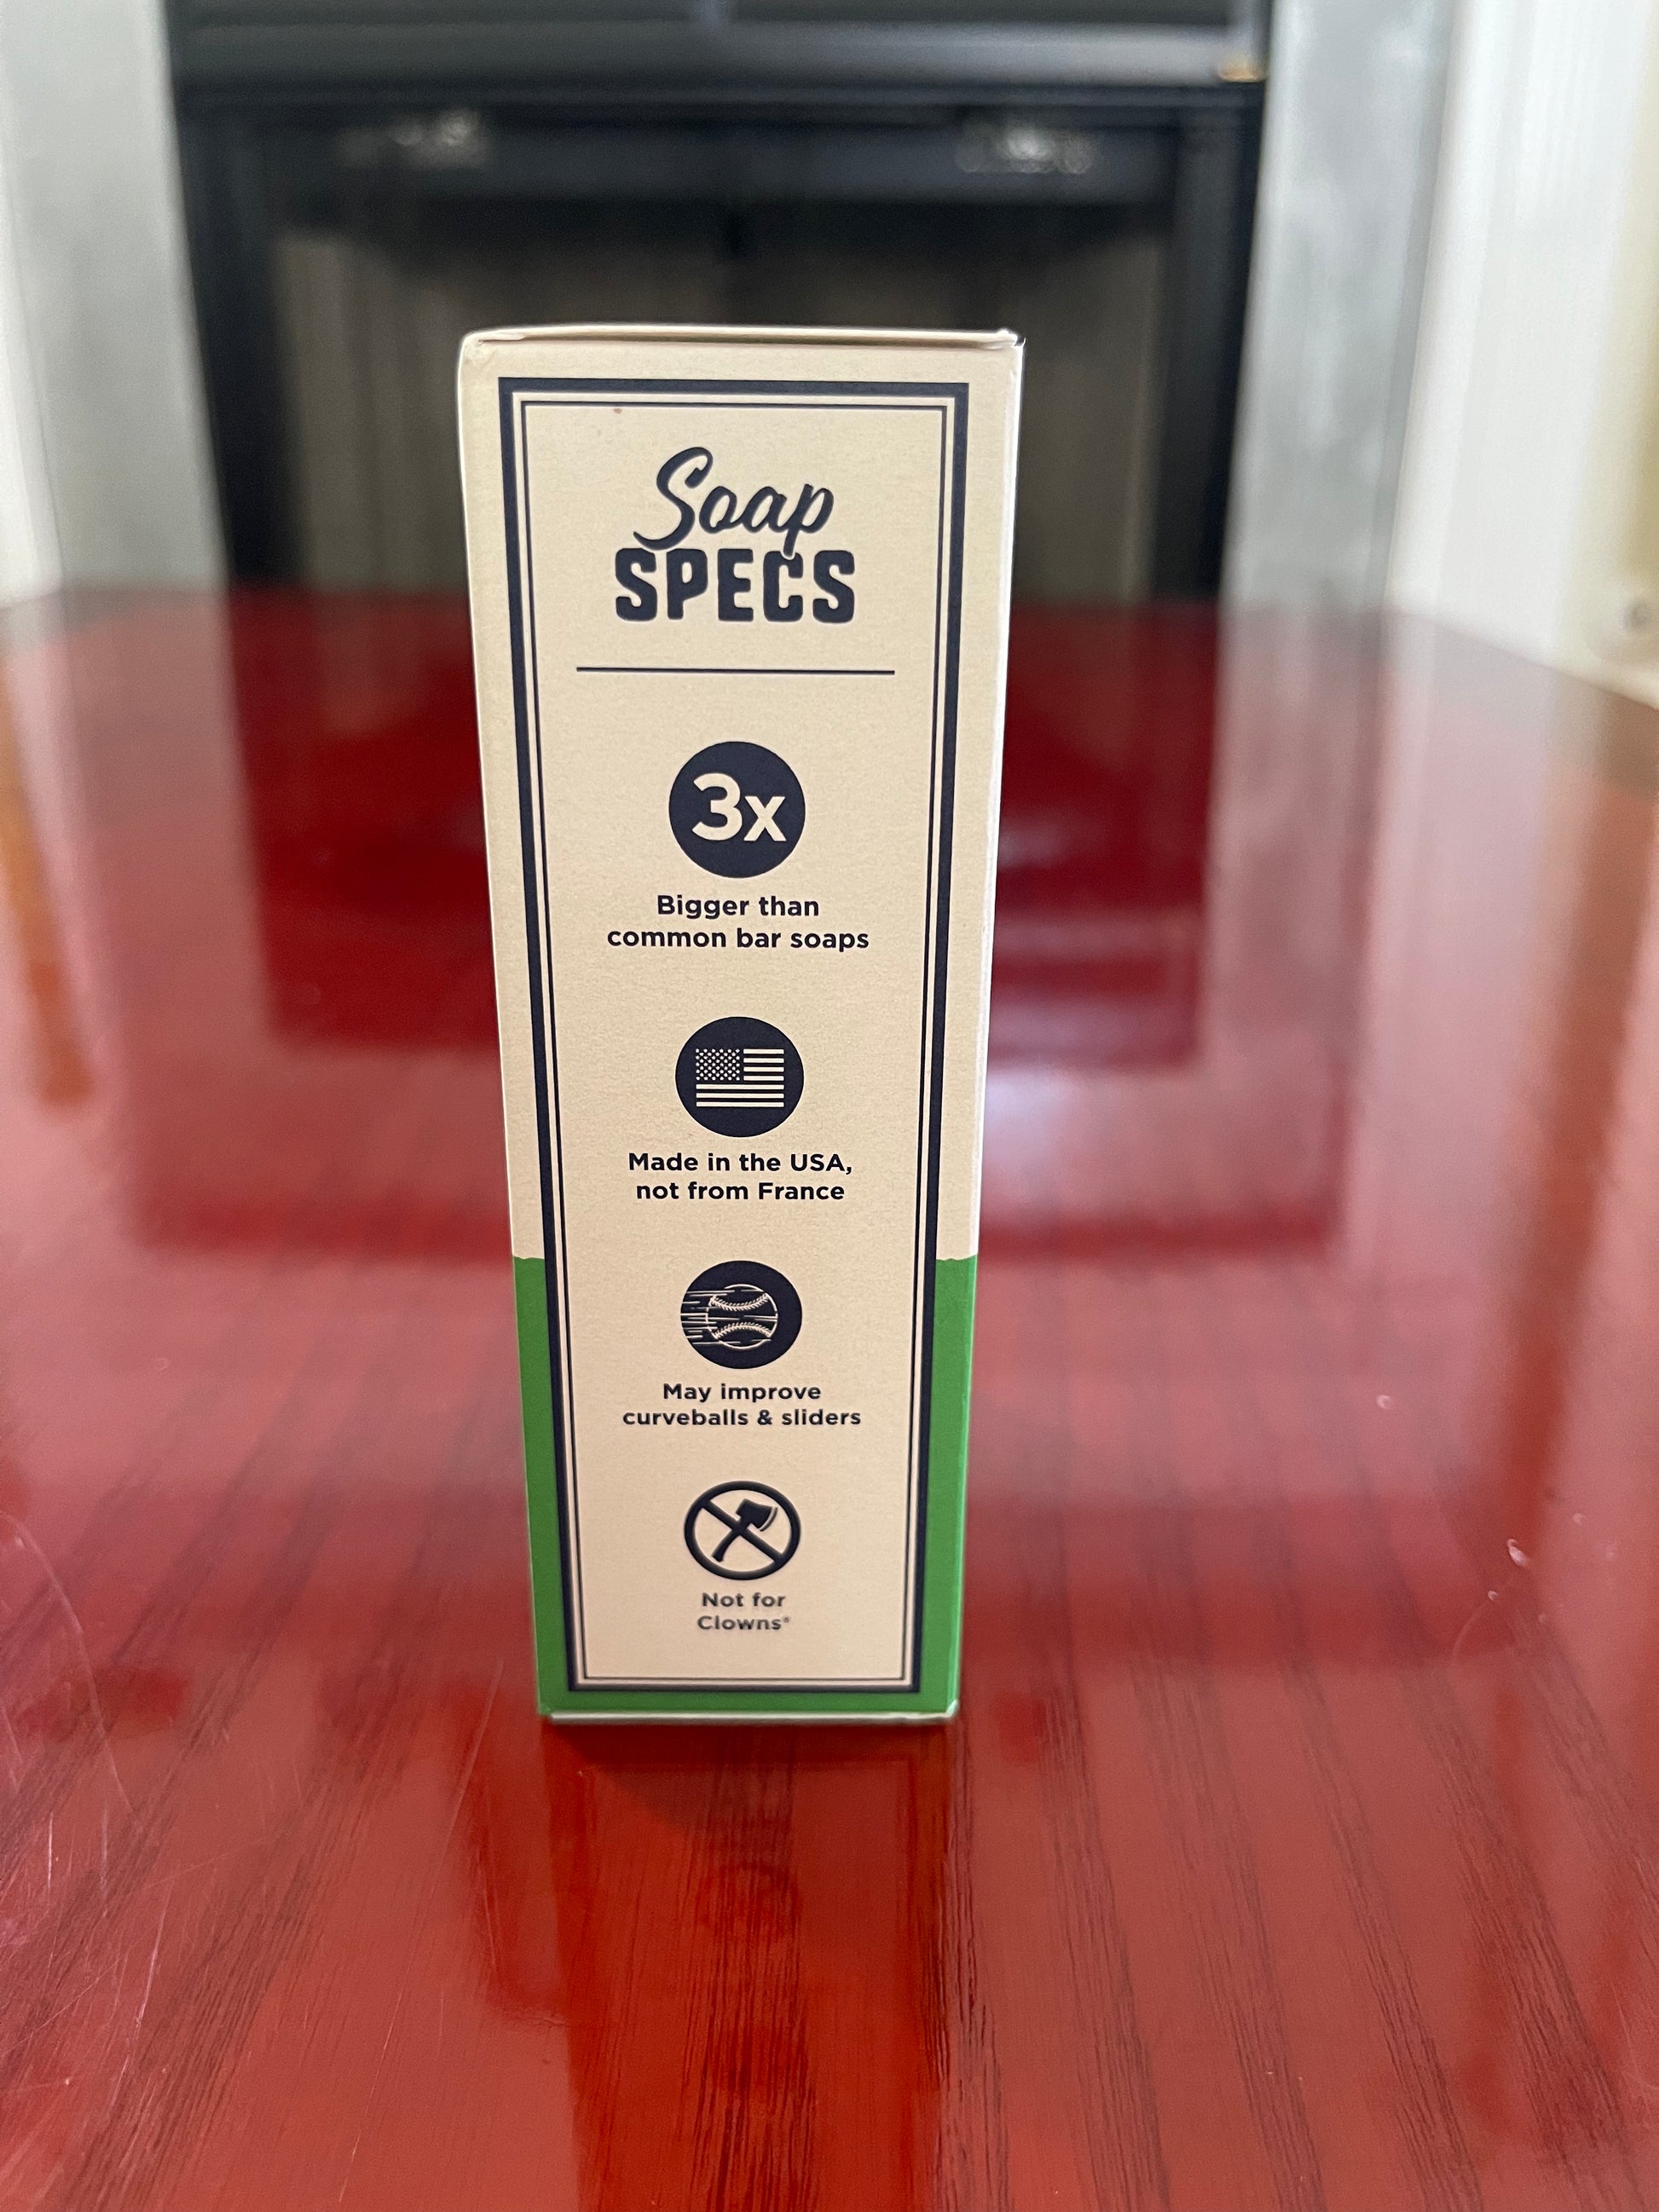 Soap
SPECS
3x
Bigger than
common bar soaps
Made in the USA,
not from France
May improve
curveballs & sliders
Not for
Clowns®